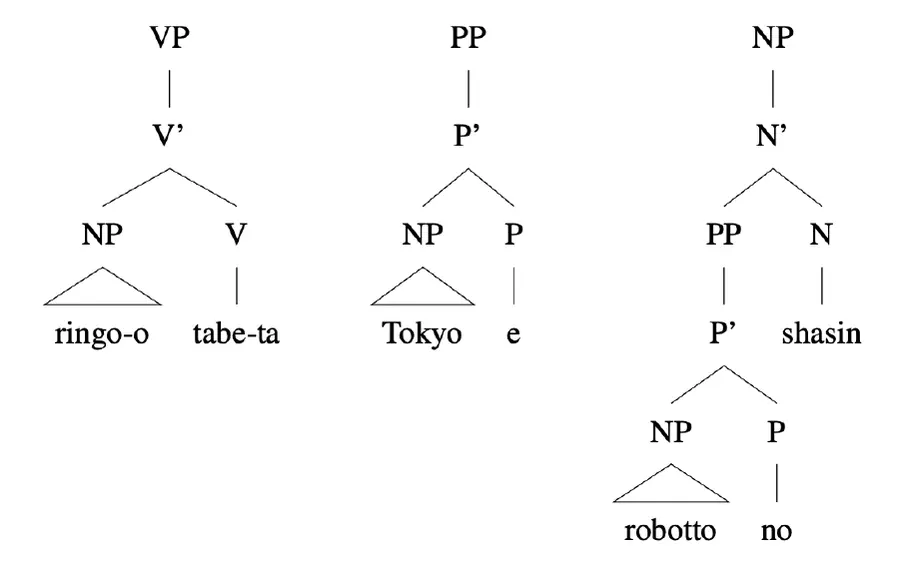 VP PP NP
V’ P’ N’
NP V NP P PP N
ringo-o tabe-ta Tokyo e P’ shasin
NP P
robotto no